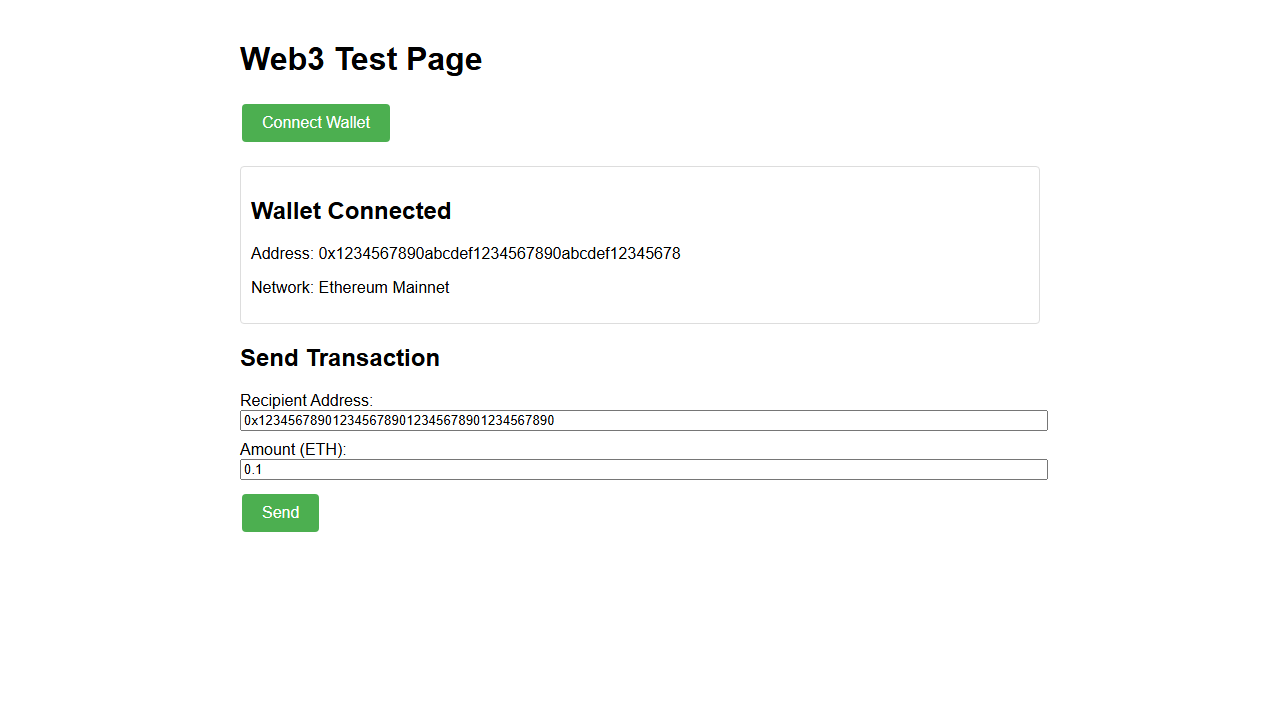 Web3 Test Page
Connect Wallet
Wallet Connected
Address: 0x1234567890abcdef1234567890abcdef12345678
Network: Ethereum Mainnet
Send Transaction
Recipient Address:
0x1234567890123456789012345678901234567890
Amount (ETH):
0.1
Send